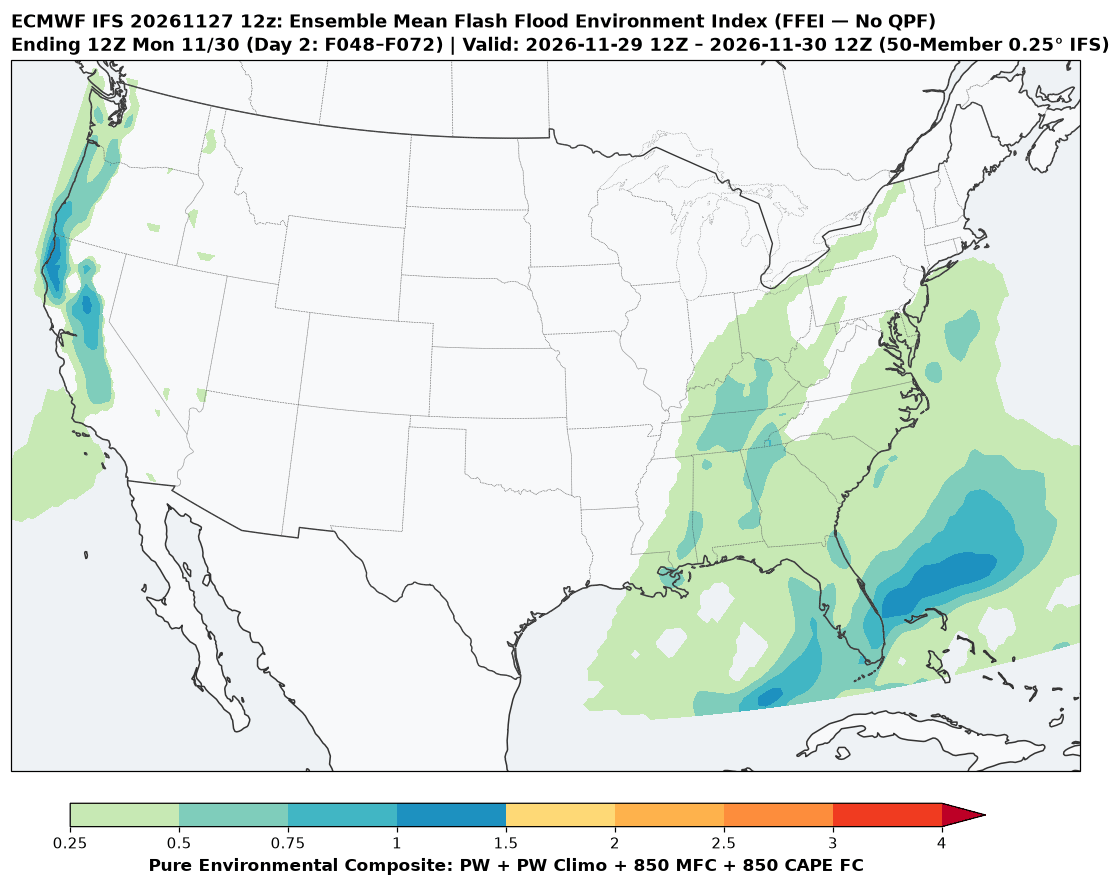 ECMWF IFS 20261127 12z: Ensemble Mean Flash Flood Environment Index (FFEI — No QPF)
Ending 12Z Mon 11/30 (Day 2: F048–F072) | Valid: 2026-11-29 12Z – 2026-11-30 12Z (50-Member 0.25° IFS)
0.25 0.5 0.75 1 1.5 2 2.5 3 4
Pure Environmental Composite: PW + PW Climo + 850 MFC + 850 CAPE FC